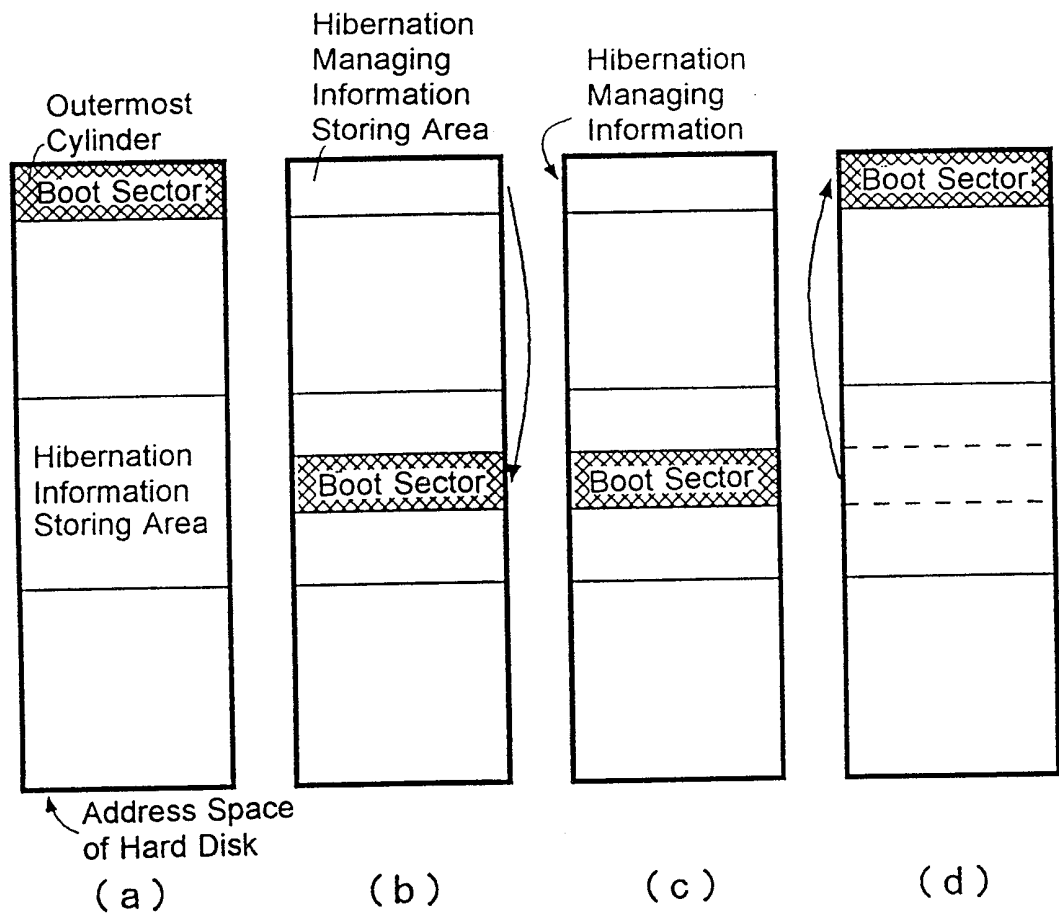 Outermost
Cylinder
Boot Sector
Hibernation
Information
Storing Area
Address Space
of Hard Disk
(a)
Hibernation
Managing
Information
Storing Area
Boot Sector
(b)
Hibernation
Managing
Information
Boot Sector
(c)
Boot Sector
(d)